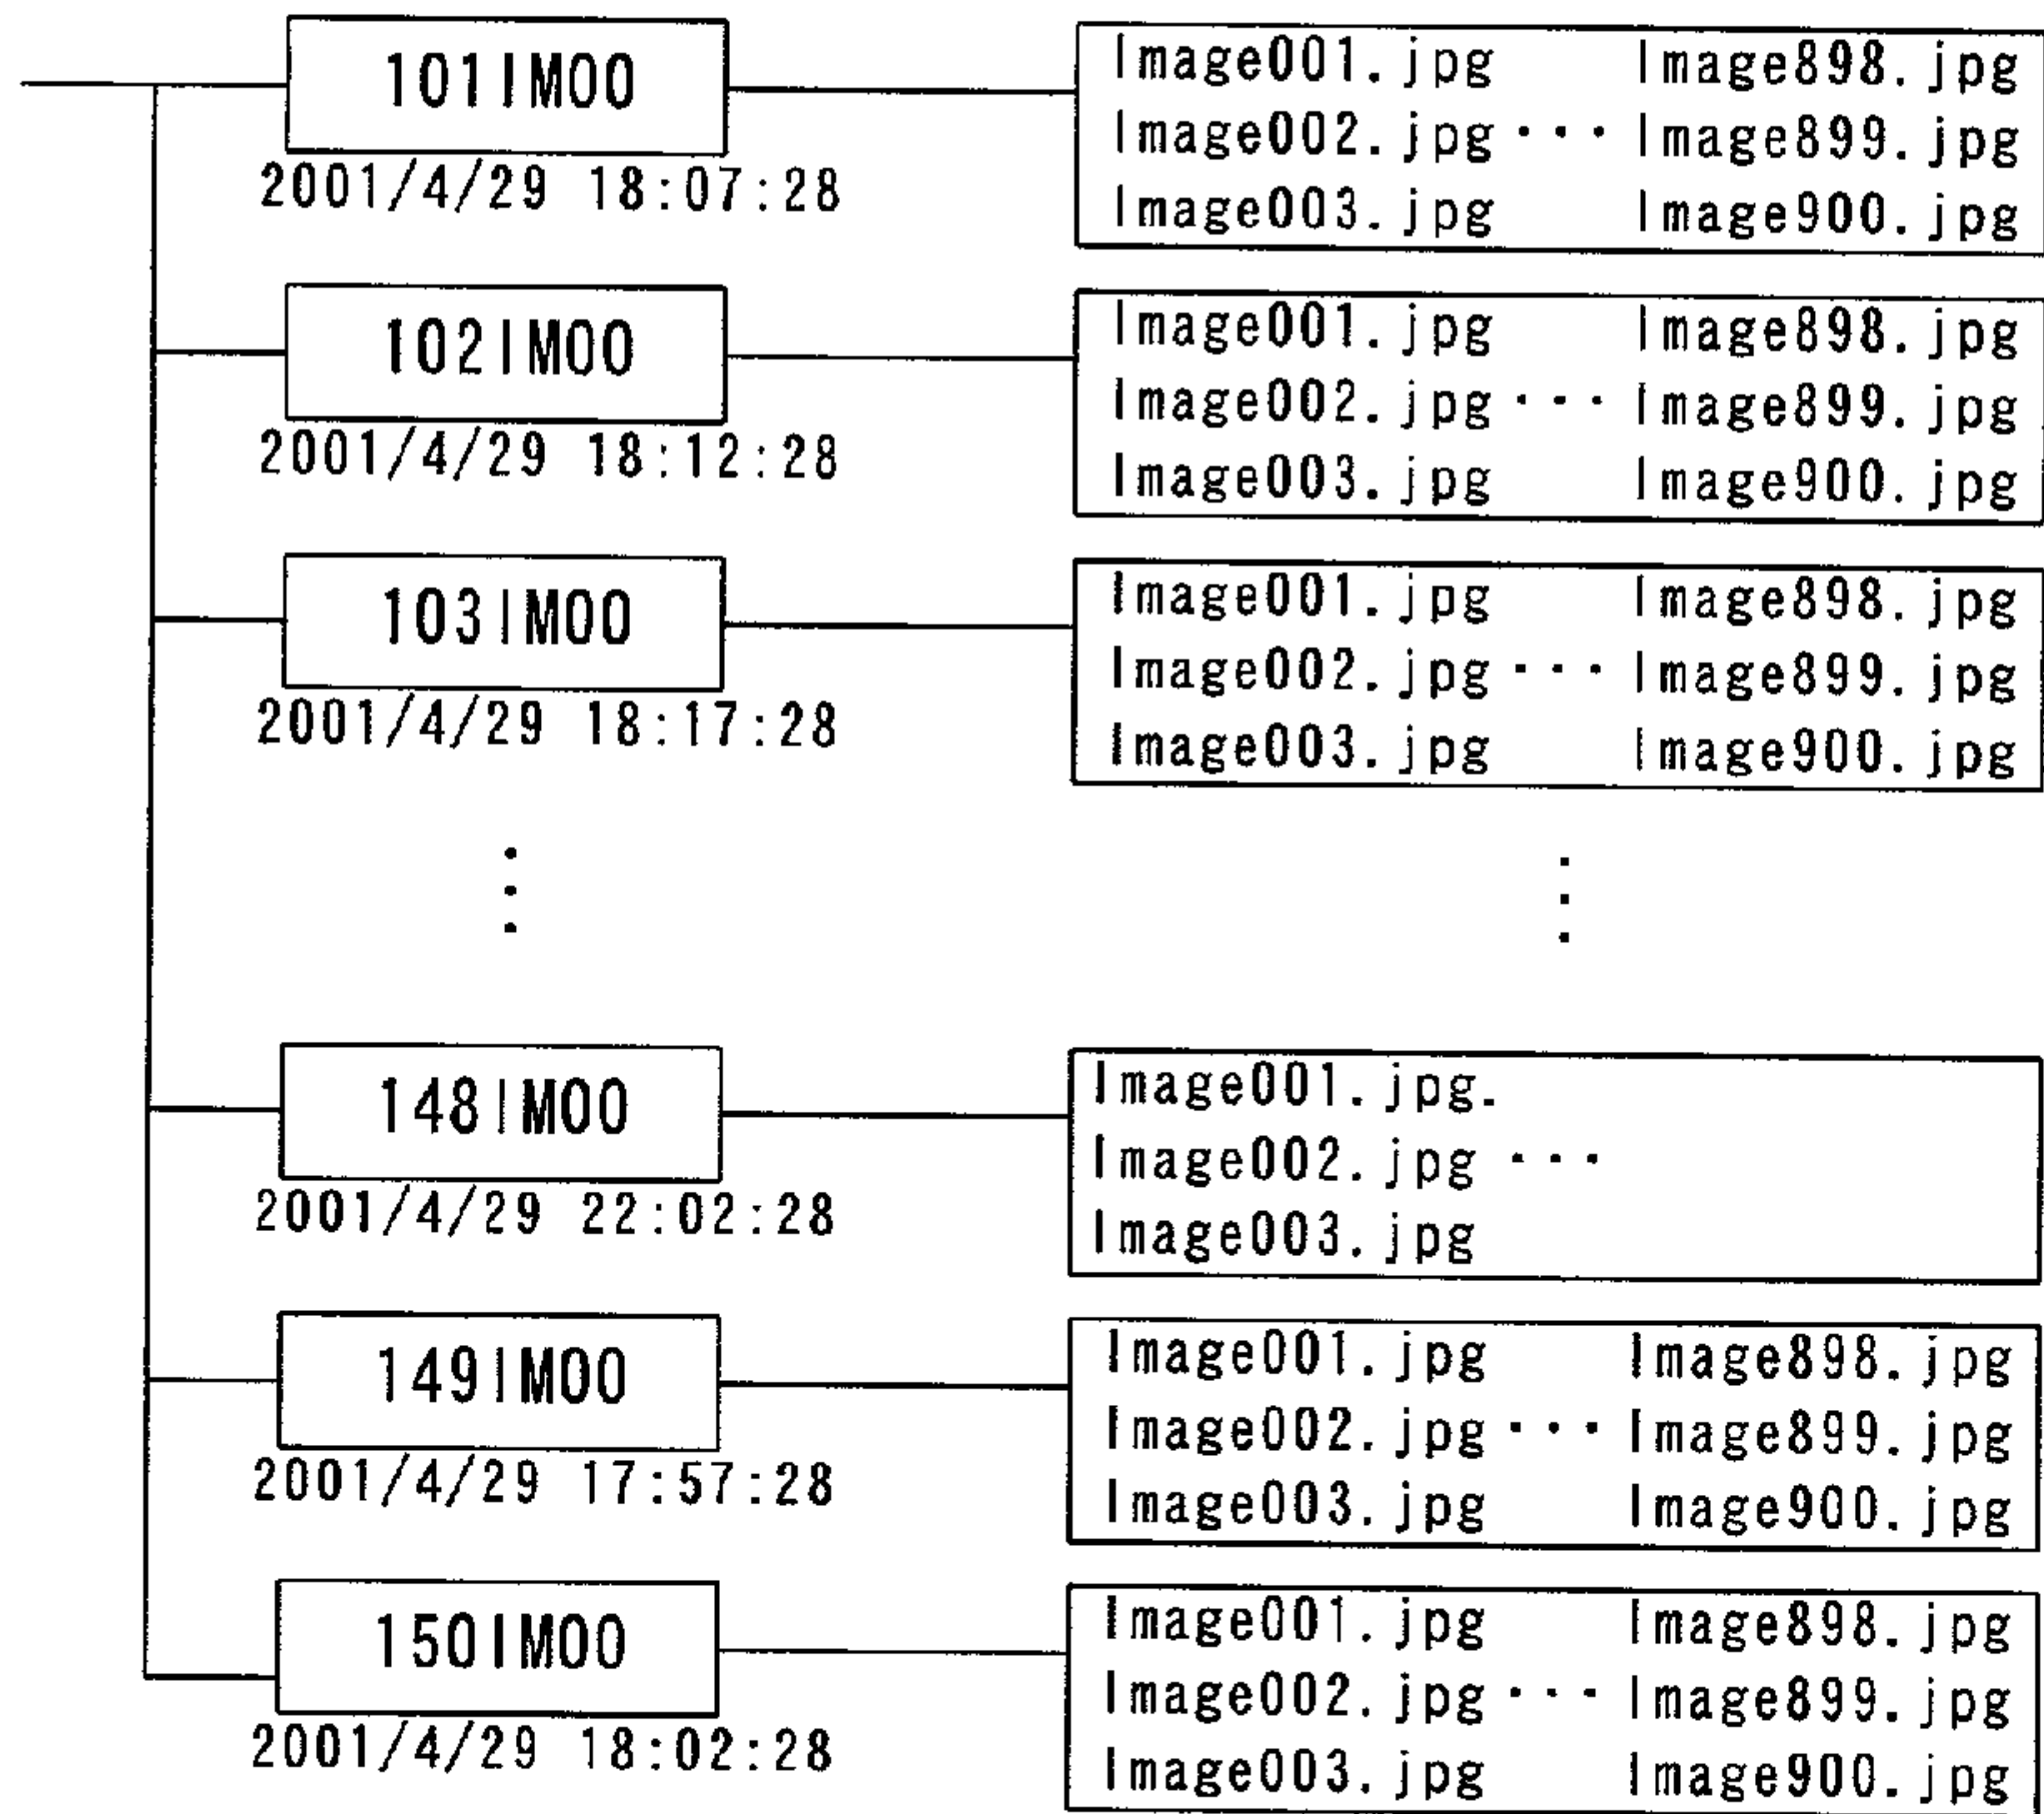 101IM00
2001/4/29 18:07:28
Image001.jpg Image898.jpg
Image002.jpg ··· Image899.jpg
Image003.jpg Image900.jpg
102IM00
2001/4/29 18:12:28
Image001.jpg Image898.jpg
Image002.jpg ··· Image899.jpg
Image003.jpg Image900.jpg
103IM00
2001/4/29 18:17:28
Image001.jpg Image898.jpg
Image002.jpg ··· Image899.jpg
Image003.jpg Image900.jpg
148IM00
2001/4/29 22:02:28
Image001.jpg.
Image002.jpg ···
Image003.jpg
149IM00
2001/4/29 17:57:28
Image001.jpg Image898.jpg
Image002.jpg ··· Image899.jpg
Image003.jpg Image900.jpg
150IM00
2001/4/29 18:02:28
Image001.jpg Image898.jpg
Image002.jpg ··· Image899.jpg
Image003.jpg Image900.jpg